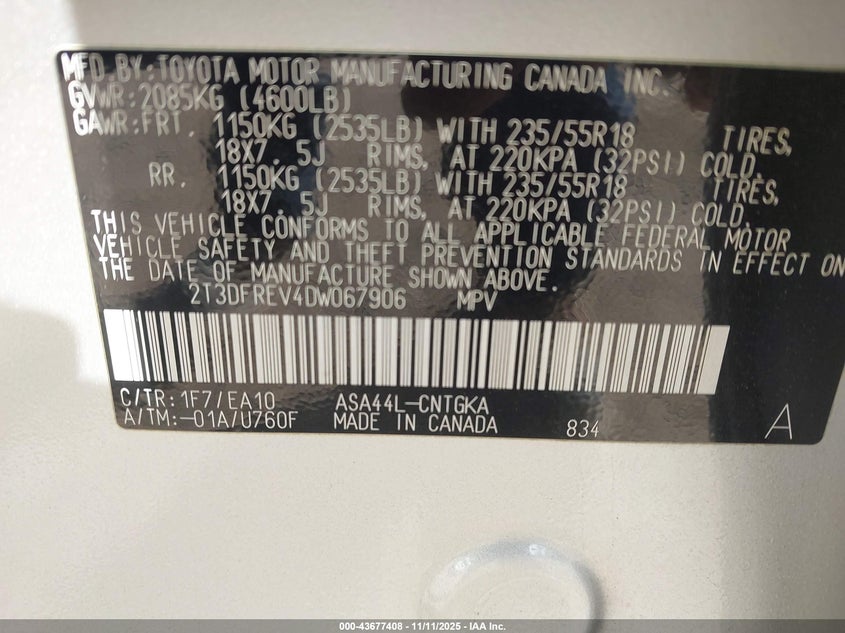 MFD. BY: TOYOTA MOTOR MANUFACTURING CANADA INC.
GVWR: 2085KG (4600LB)
GAWR: FRT. 1150KG (2535LB) WITH 235/55R18 TIRES,
18X7. 5J RIMS, AT 220KPA (32PSI) COLD.
RR. 1150KG (2535LB) WITH 235/55R18 TIRES,
18X7. 5J RIMS, AT 220KPA (32PSI) COLD.
THIS VEHICLE CONFORMS TO ALL APPLICABLE FEDERAL MOTOR
VEHICLE SAFETY AND THEFT PREVENTION STANDARDS IN EFFECT ON
THE DATE OF MANUFACTURE SHOWN ABOVE.
2T3DFREV4DW067906 MPV
C/TR: 1F7/EA10 ASA44L-CNTGKA
A/TM:-01A/U760F MADE IN CANADA 834 A
000-43677408 - 11/11/2025 - IAA Inc.